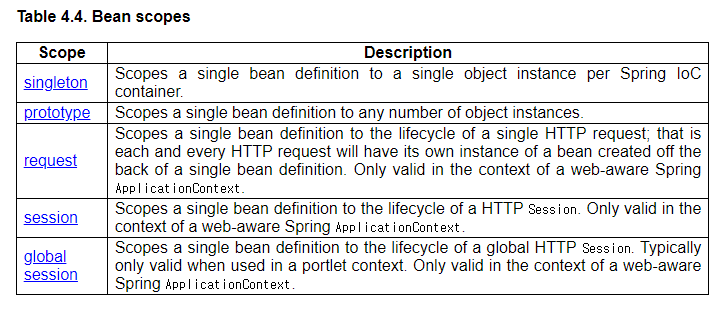 Table 4.4. Bean scopes
Scope Description
singleton Scopes a single bean definition to a single object instance per Spring IoC
container.
prototype Scopes a single bean definition to any number of object instances.
Scopes a single bean definition to the lifecycle of a single HTTP request; that is
each and every HTTP request will have its own instance of a bean created off the
request back of a single bean definition. Only valid in the context of a web-aware Spring
ApplicationContext.
session Scopes a single bean definition to the lifecycle of a HTTP Session. Only valid in the
context of a web-aware Spring ApplicationContext.
global Scopes a single bean definition to the lifecycle of a global HTTP Session. Typically
session only valid when used in a portlet context. Only valid in the context of a web-aware
Spring ApplicationContext.